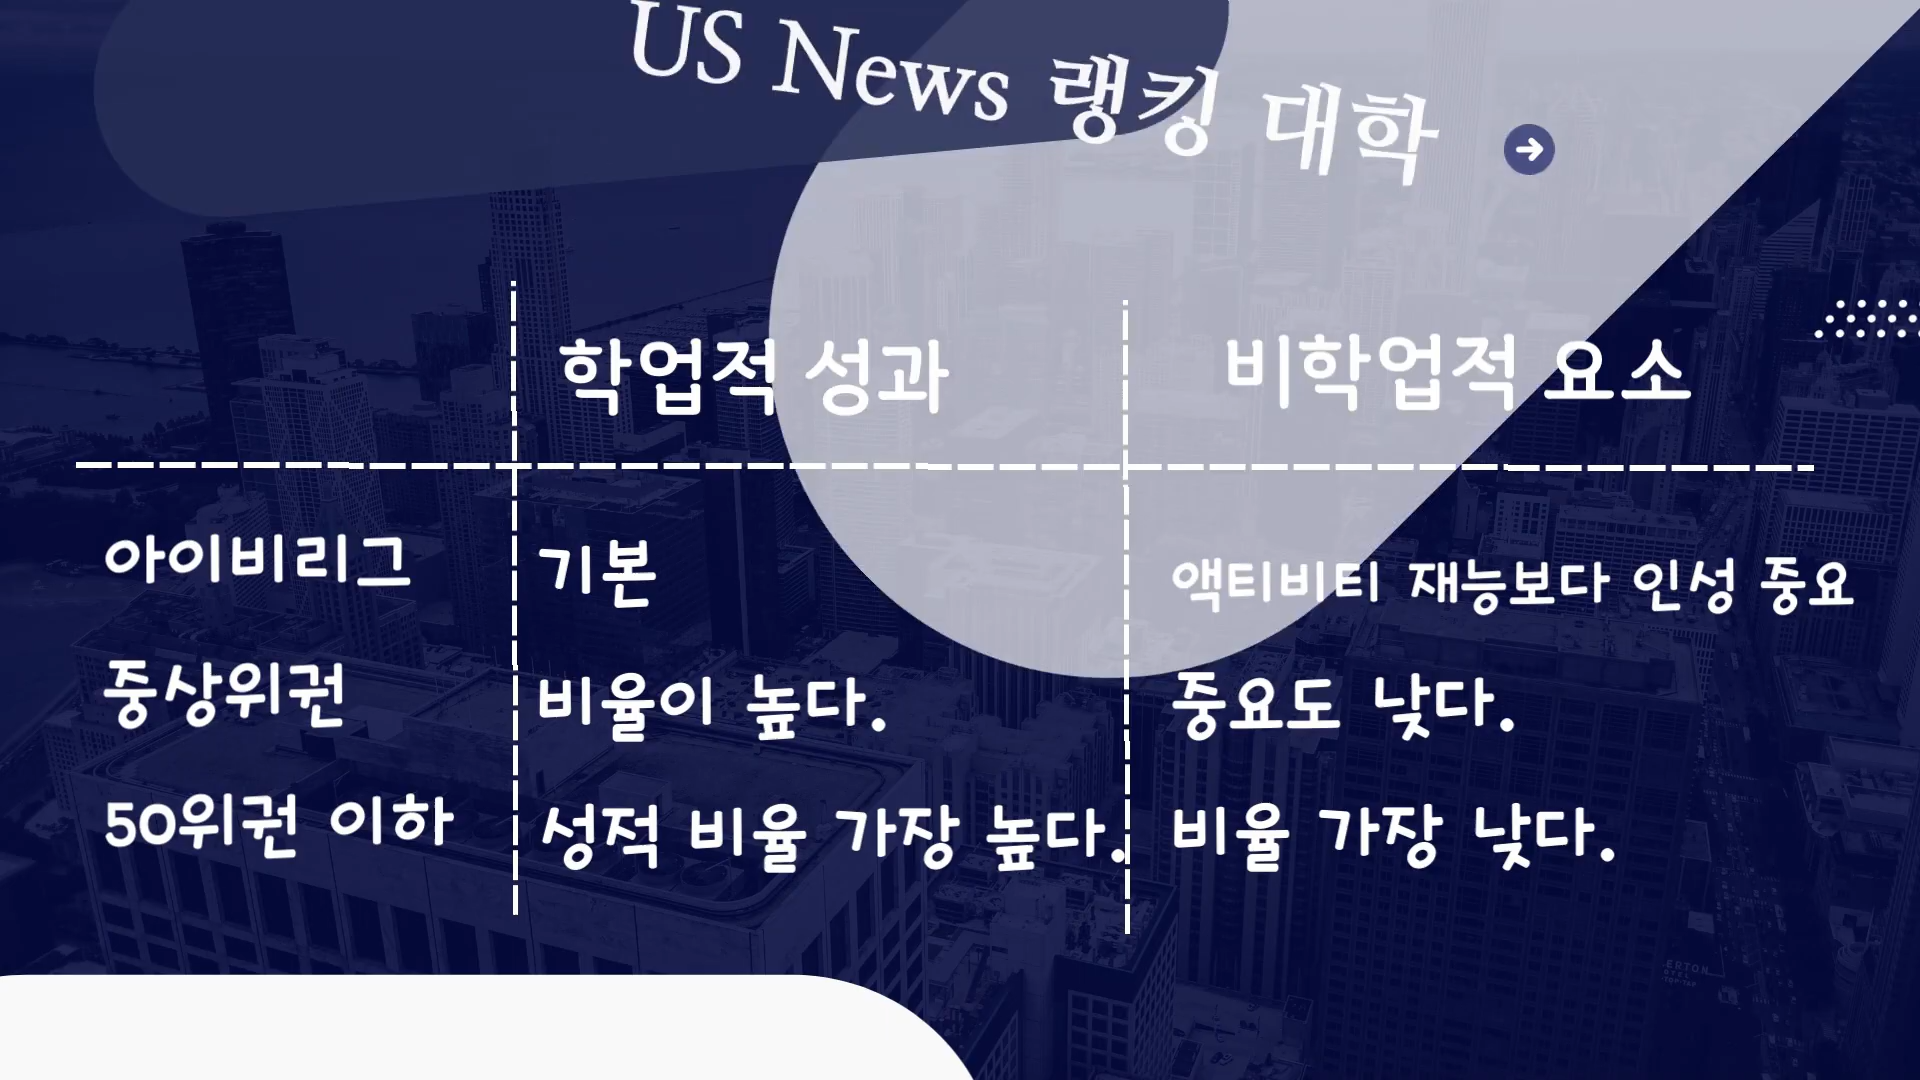 US News 랭킹 대학
학업적 성과
비학업적 요소
아이비리그
기본
액티비티 재능보다 인성 중요
중상위권
비율이 높다.
중요도 낮다.
50위권 이하
성적 비율 가장 높다.
비율 가장 낮다.
ERTON